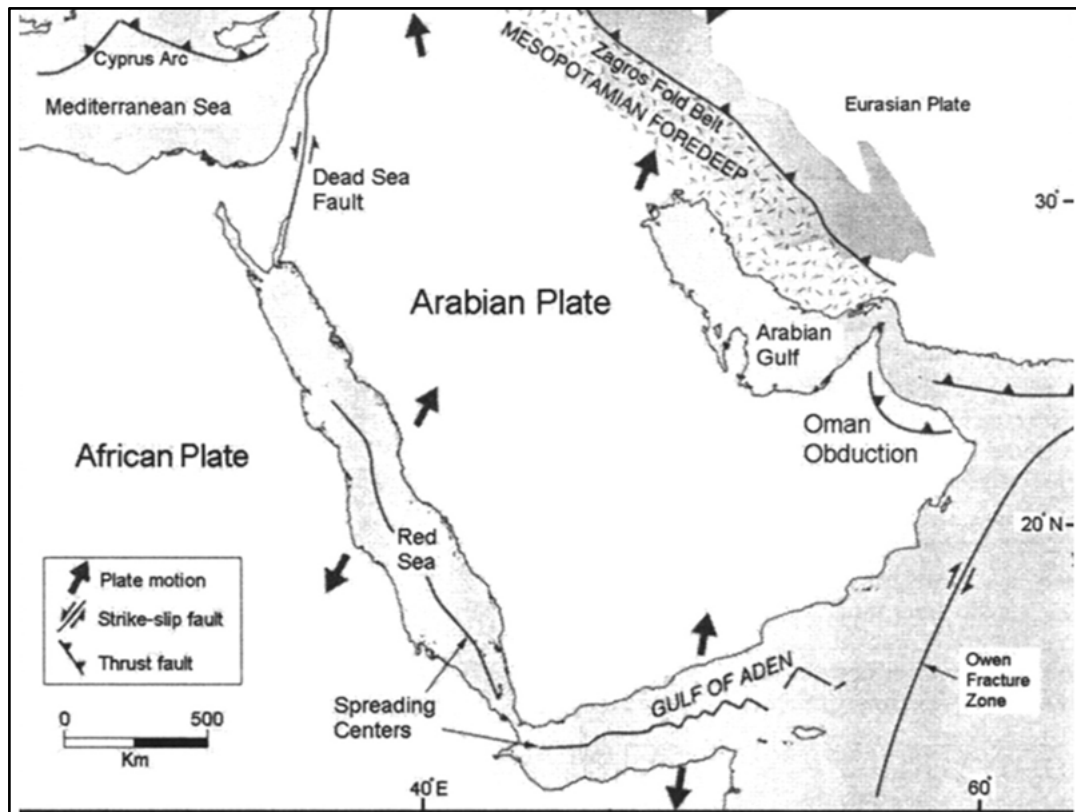 Cyprus Arc
Mediterranean Sea
MESOPOTAMIAN FOREDEEP
Zagros Fold Belt
Eurasian Plate
Dead Sea
Fault
30°
Arabian Plate
Arabian
Gulf
Oman
Obduction
African Plate
Red
Sea
20° N
Plate motion
Strike-slip fault
Thrust fault
Spreading
Centers
GULF OF ADEN
Owen
Fracture
Zone
0 500
Km
40° E
60°